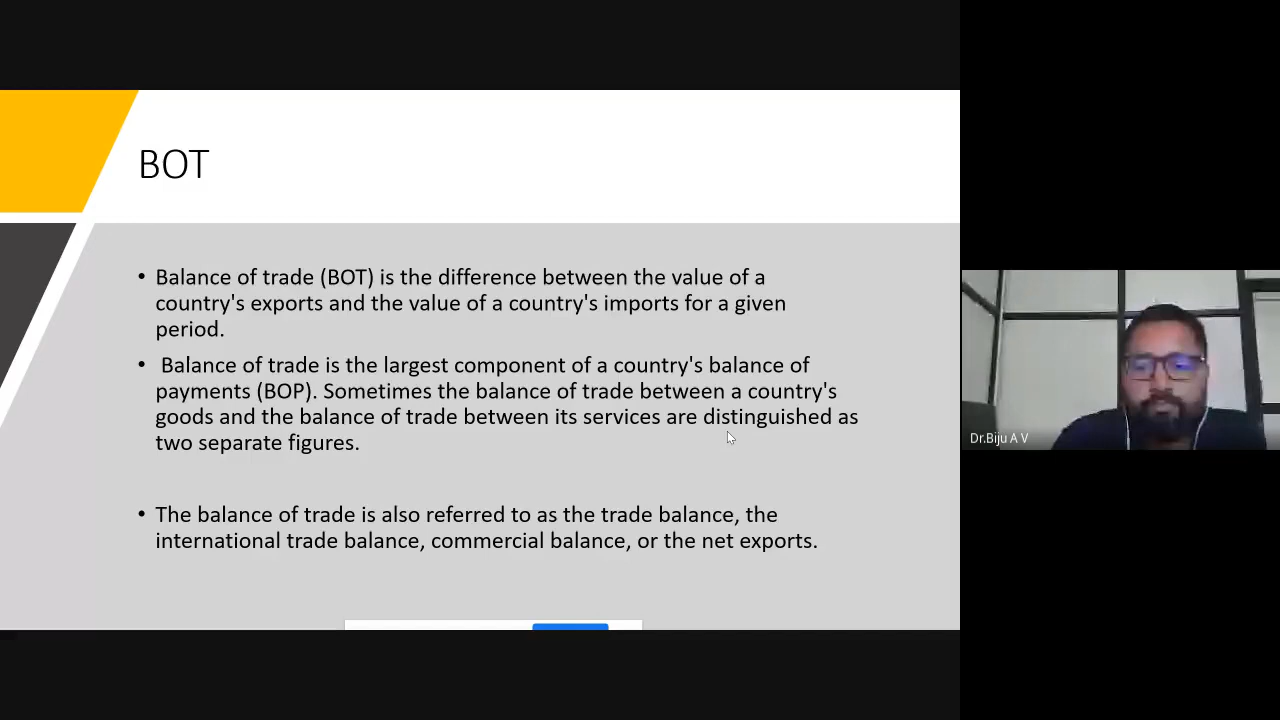 BOT
• Balance of trade (BOT) is the difference between the value of a
country's exports and the value of a country's imports for a given
period.
• Balance of trade is the largest component of a country's balance of
payments (BOP). Sometimes the balance of trade between a country's
goods and the balance of trade between its services are distinguished as
two separate figures.
• The balance of trade is also referred to as the trade balance, the
international trade balance, commercial balance, or the net exports.
Dr.Biju A V